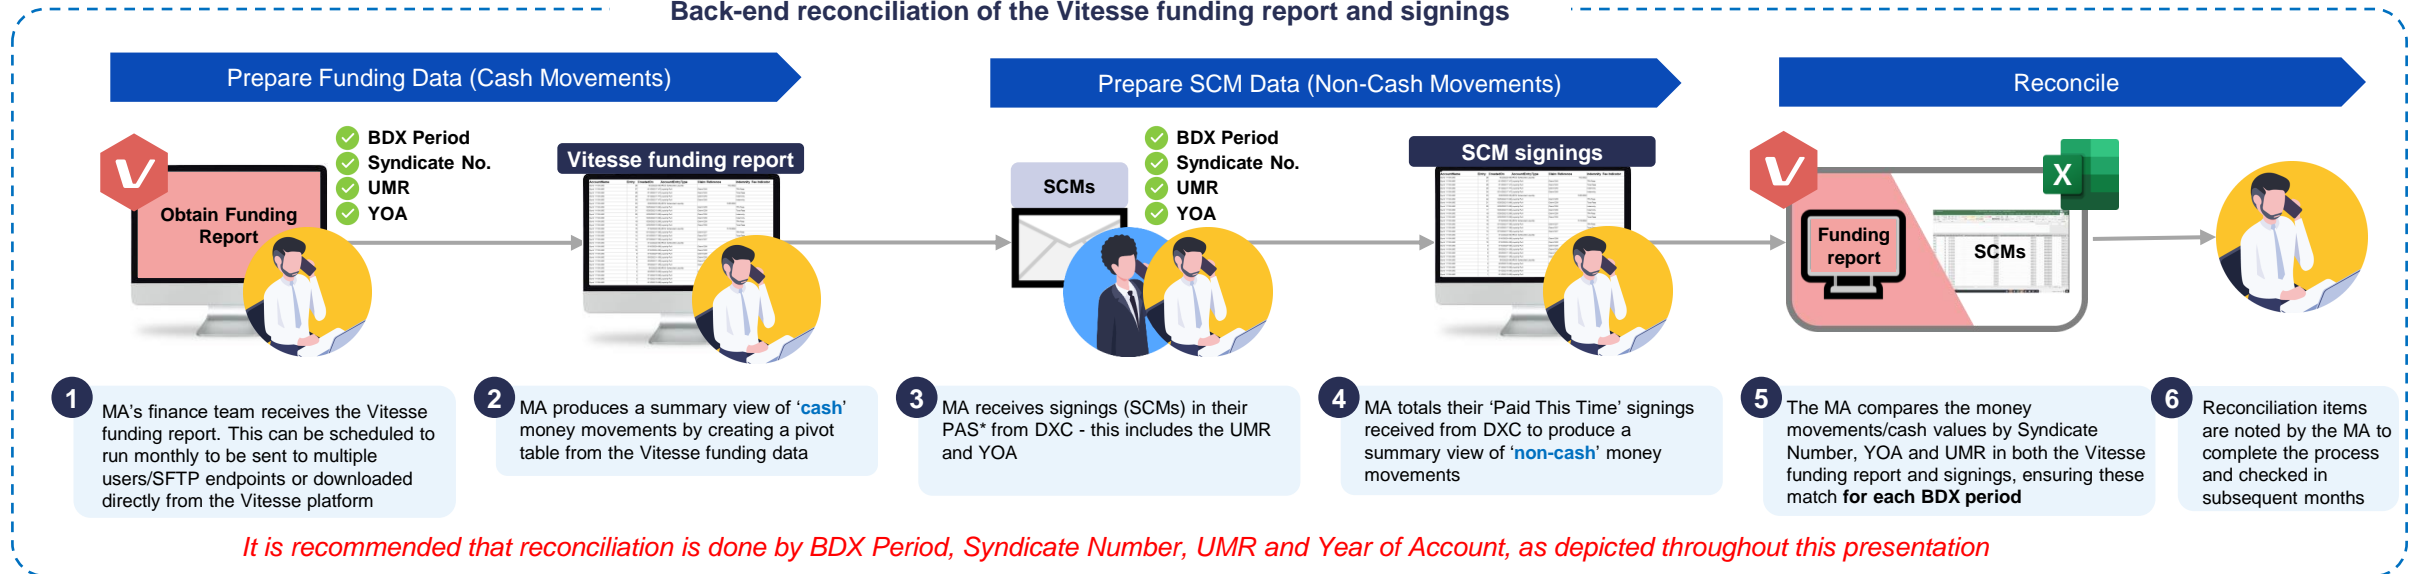 Back-end reconciliation of the Vitesse funding report and signings
Prepare Funding Data (Cash Movements)
Prepare SCM Data (Non-Cash Movements)
Reconcile
BDX Period
Syndicate No.
UMR
YOA
Obtain Funding
Report
Vitesse funding report
SCMs
BDX Period
Syndicate No.
UMR
YOA
SCM signings
Funding
report
SCMs
X
1
MA's finance team receives the Vitesse
funding report. This can be scheduled to
run monthly to be sent to multiple
users/SFTP endpoints or downloaded
directly from the Vitesse platform
2
MA produces a summary view of ‘cash’
money movements by creating a pivot
table from the Vitesse funding data
3
MA receives signings (SCMs) in their
PAS* from DXC - this includes the UMR
and YOA
4
MA totals their ‘Paid This Time’ signings
received from DXC to produce a
summary view of ‘non-cash’ money
movements
5
The MA compares the money
movements/cash values by Syndicate
Number, YOA and UMR in both the Vitesse
funding report and signings, ensuring these
match for each BDX period
6
Reconciliation items
are noted by the MA to
complete the process
and checked in
subsequent months
It is recommended that reconciliation is done by BDX Period, Syndicate Number, UMR and Year of Account, as depicted throughout this presentation